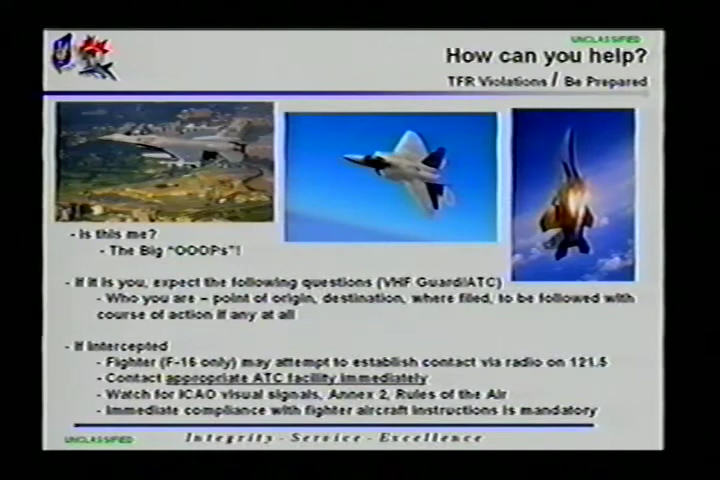 UNCLASSIFIED
How can you help?
TFR Violations / Be Prepared
- Is this me?
- The Big "OOOPs"!
- If it is you, expect the following questions (VHF Guard/ATC)
- Who you are – point of origin, destination, where filed, to be followed with
course of action if any at all
- If Intercepted
- Fighter (F-16 only) may attempt to establish contact via radio on 121.5
- Contact appropriate ATC facility immediately
- Watch for ICAO visual signals, Annex 2, Rules of the Air
- Immediate compliance with fighter aircraft instructions is mandatory
UNCLASSIFIED
Integrity - Service - Excellence